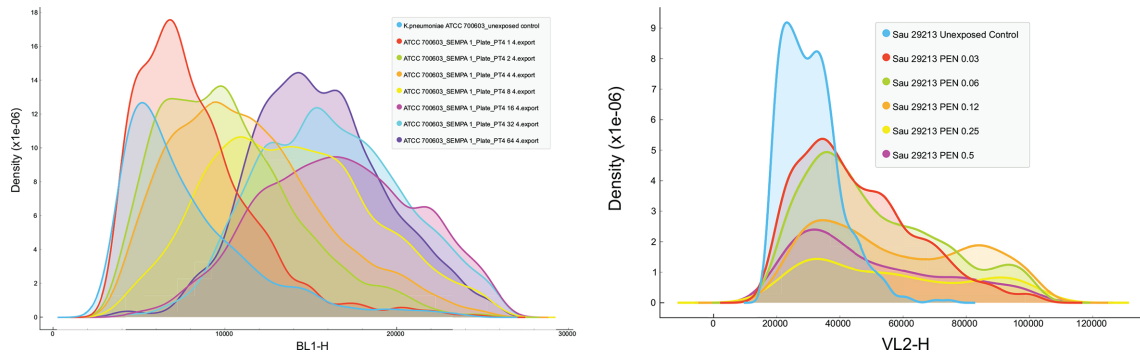 18
16
14
12
10
8
6
4
2
0
Density (x1e-06)
0
10000
20000
30000
BL1-H
K.pneumoniae ATCC 700603_unexposed control
ATCC 700603_SEMPA 1_Plate_PT4 1 4.export
ATCC 700603_SEMPA 1_Plate_PT4 2 4.export
ATCC 700603_SEMPA 1_Plate_PT4 4 4.export
ATCC 700603_SEMPA 1_Plate_PT4 8 4.export
ATCC 700603_SEMPA 1_Plate_PT4 16 4.export
ATCC 700603_SEMPA 1_Plate_PT4 32 4.export
ATCC 700603_SEMPA 1_Plate_PT4 64 4.export
9
8
7
6
5
4
3
2
1
0
Density (x1e-06)
0
20000
40000
60000
80000
100000
120000
VL2-H
Sau 29213 Unexposed Control
Sau 29213 PEN 0.03
Sau 29213 PEN 0.06
Sau 29213 PEN 0.12
Sau 29213 PEN 0.25
Sau 29213 PEN 0.5